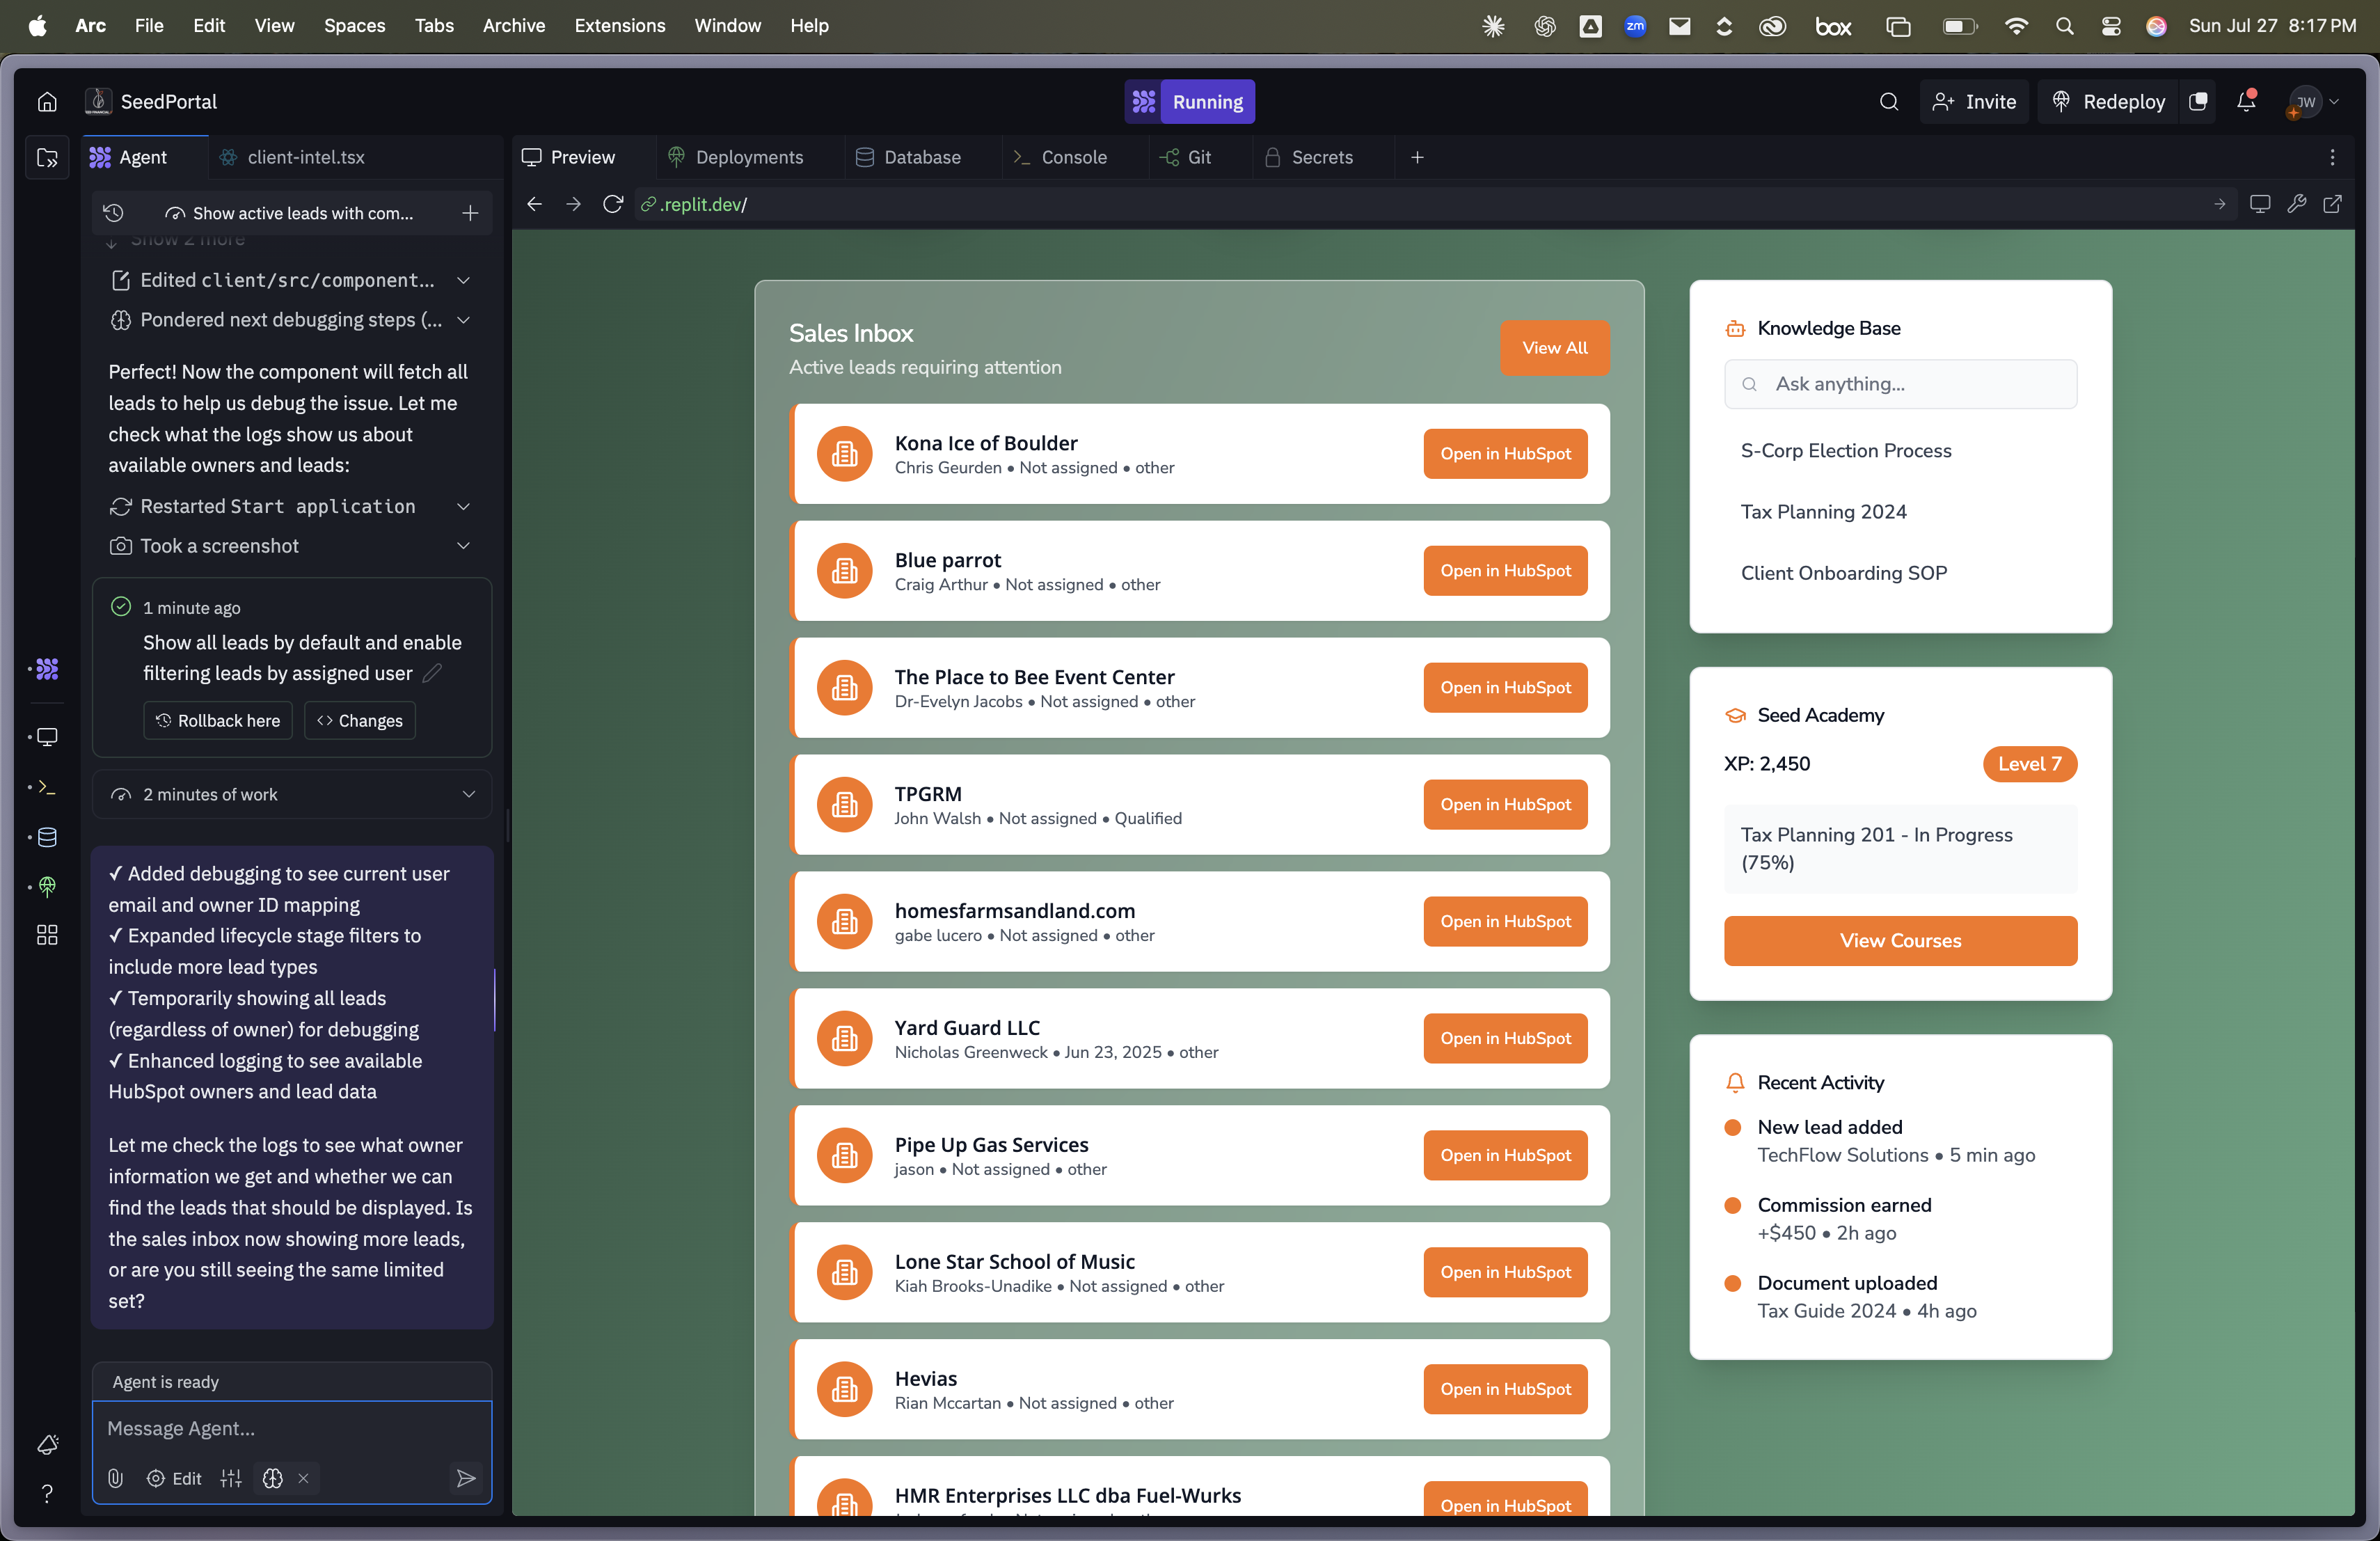 Arc File Edit View Spaces Tabs Archive Extensions Window Help
zm
box
Sun Jul 27 8:17 PM
SeedPortal
Running
Invite
Redeploy
JW
Agent
client-intel.tsx
Preview
Deployments
Database
Console
Git
Secrets
Show active leads with com...
.replit.dev/
Show 2 more
Edited client/src/component...
Pondered next debugging steps (...
Perfect! Now the component will fetch all
leads to help us debug the issue. Let me
check what the logs show us about
available owners and leads:
Restarted Start application
Took a screenshot
1 minute ago
Show all leads by default and enable
filtering leads by assigned user
Rollback here
Changes
2 minutes of work
✓ Added debugging to see current user
email and owner ID mapping
✓ Expanded lifecycle stage filters to
include more lead types
✓ Temporarily showing all leads
(regardless of owner) for debugging
✓ Enhanced logging to see available
HubSpot owners and lead data
Let me check the logs to see what owner
information we get and whether we can
find the leads that should be displayed. Is
the sales inbox now showing more leads,
or are you still seeing the same limited
set?
Agent is ready
Message Agent...
Edit
Sales Inbox
Active leads requiring attention
View All
Kona Ice of Boulder
Chris Geurden • Not assigned • other
Open in HubSpot
Blue parrot
Craig Arthur • Not assigned • other
Open in HubSpot
The Place to Bee Event Center
Dr-Evelyn Jacobs • Not assigned • other
Open in HubSpot
TPGRM
John Walsh • Not assigned • Qualified
Open in HubSpot
homesfarmsandland.com
gabe lucero • Not assigned • other
Open in HubSpot
Yard Guard LLC
Nicholas Greenweck • Jun 23, 2025 • other
Open in HubSpot
Pipe Up Gas Services
jason • Not assigned • other
Open in HubSpot
Lone Star School of Music
Kiah Brooks-Unadike • Not assigned • other
Open in HubSpot
Hevias
Rian Mccartan • Not assigned • other
Open in HubSpot
HMR Enterprises LLC dba Fuel-Wurks
Open in HubSpot
Knowledge Base
Ask anything...
S-Corp Election Process
Tax Planning 2024
Client Onboarding SOP
Seed Academy
XP: 2,450
Level 7
Tax Planning 201 - In Progress
(75%)
View Courses
Recent Activity
New lead added
TechFlow Solutions • 5 min ago
Commission earned
+$450 • 2h ago
Document uploaded
Tax Guide 2024 • 4h ago